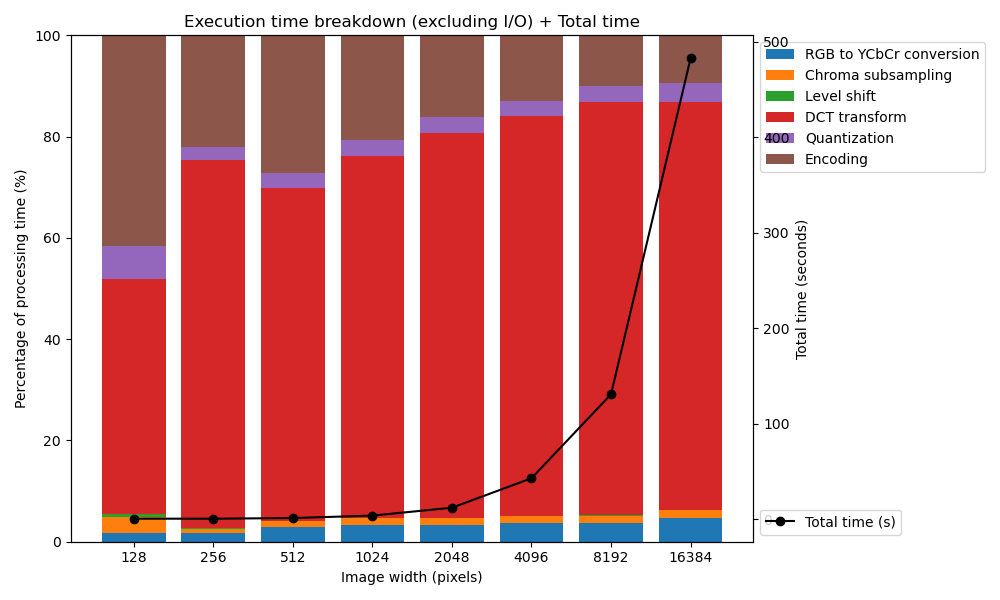 Execution time breakdown (excluding I/O) + Total time
Percentage of processing time (%)
100
80
60
40
20
0
128 256 512 1024 2048 4096 8192 16384
Image width (pixels)
500
400
300
200
100
0
Total time (seconds)
RGB to YCbCr conversion
Chroma subsampling
Level shift
DCT transform
Quantization
Encoding
Total time (s)